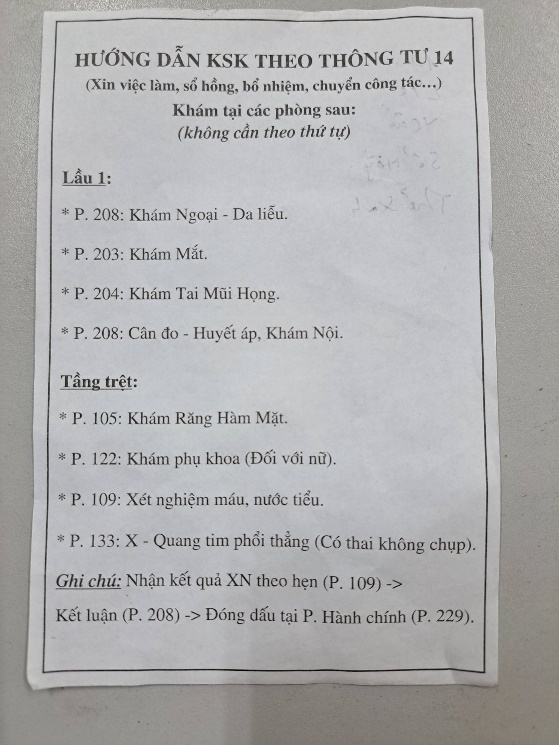 HƯỚNG DẪN KSK THEO THÔNG TƯ 14
(Xin việc làm, sổ hồng, bổ nhiệm, chuyển công tác...)
Khám tại các phòng sau:
(không cần theo thứ tự)
Lầu 1:
* P. 208: Khám Ngoại - Da liễu.
* P. 203: Khám Mắt.
* P. 204: Khám Tai Mũi Họng.
* P. 208: Cân đo - Huyết áp, Khám Nội.
Tầng trệt:
* P. 105: Khám Răng Hàm Mặt.
* P. 122: Khám phụ khoa (Đối với nữ).
* P. 109: Xét nghiệm máu, nước tiểu.
* P. 133: X - Quang tim phổi thẳng (Có thai không chụp).
Ghi chú: Nhận kết quả XN theo hẹn (P. 109) ->
Kết luận (P. 208) -> Đóng dấu tại P. Hành chính (P. 229).